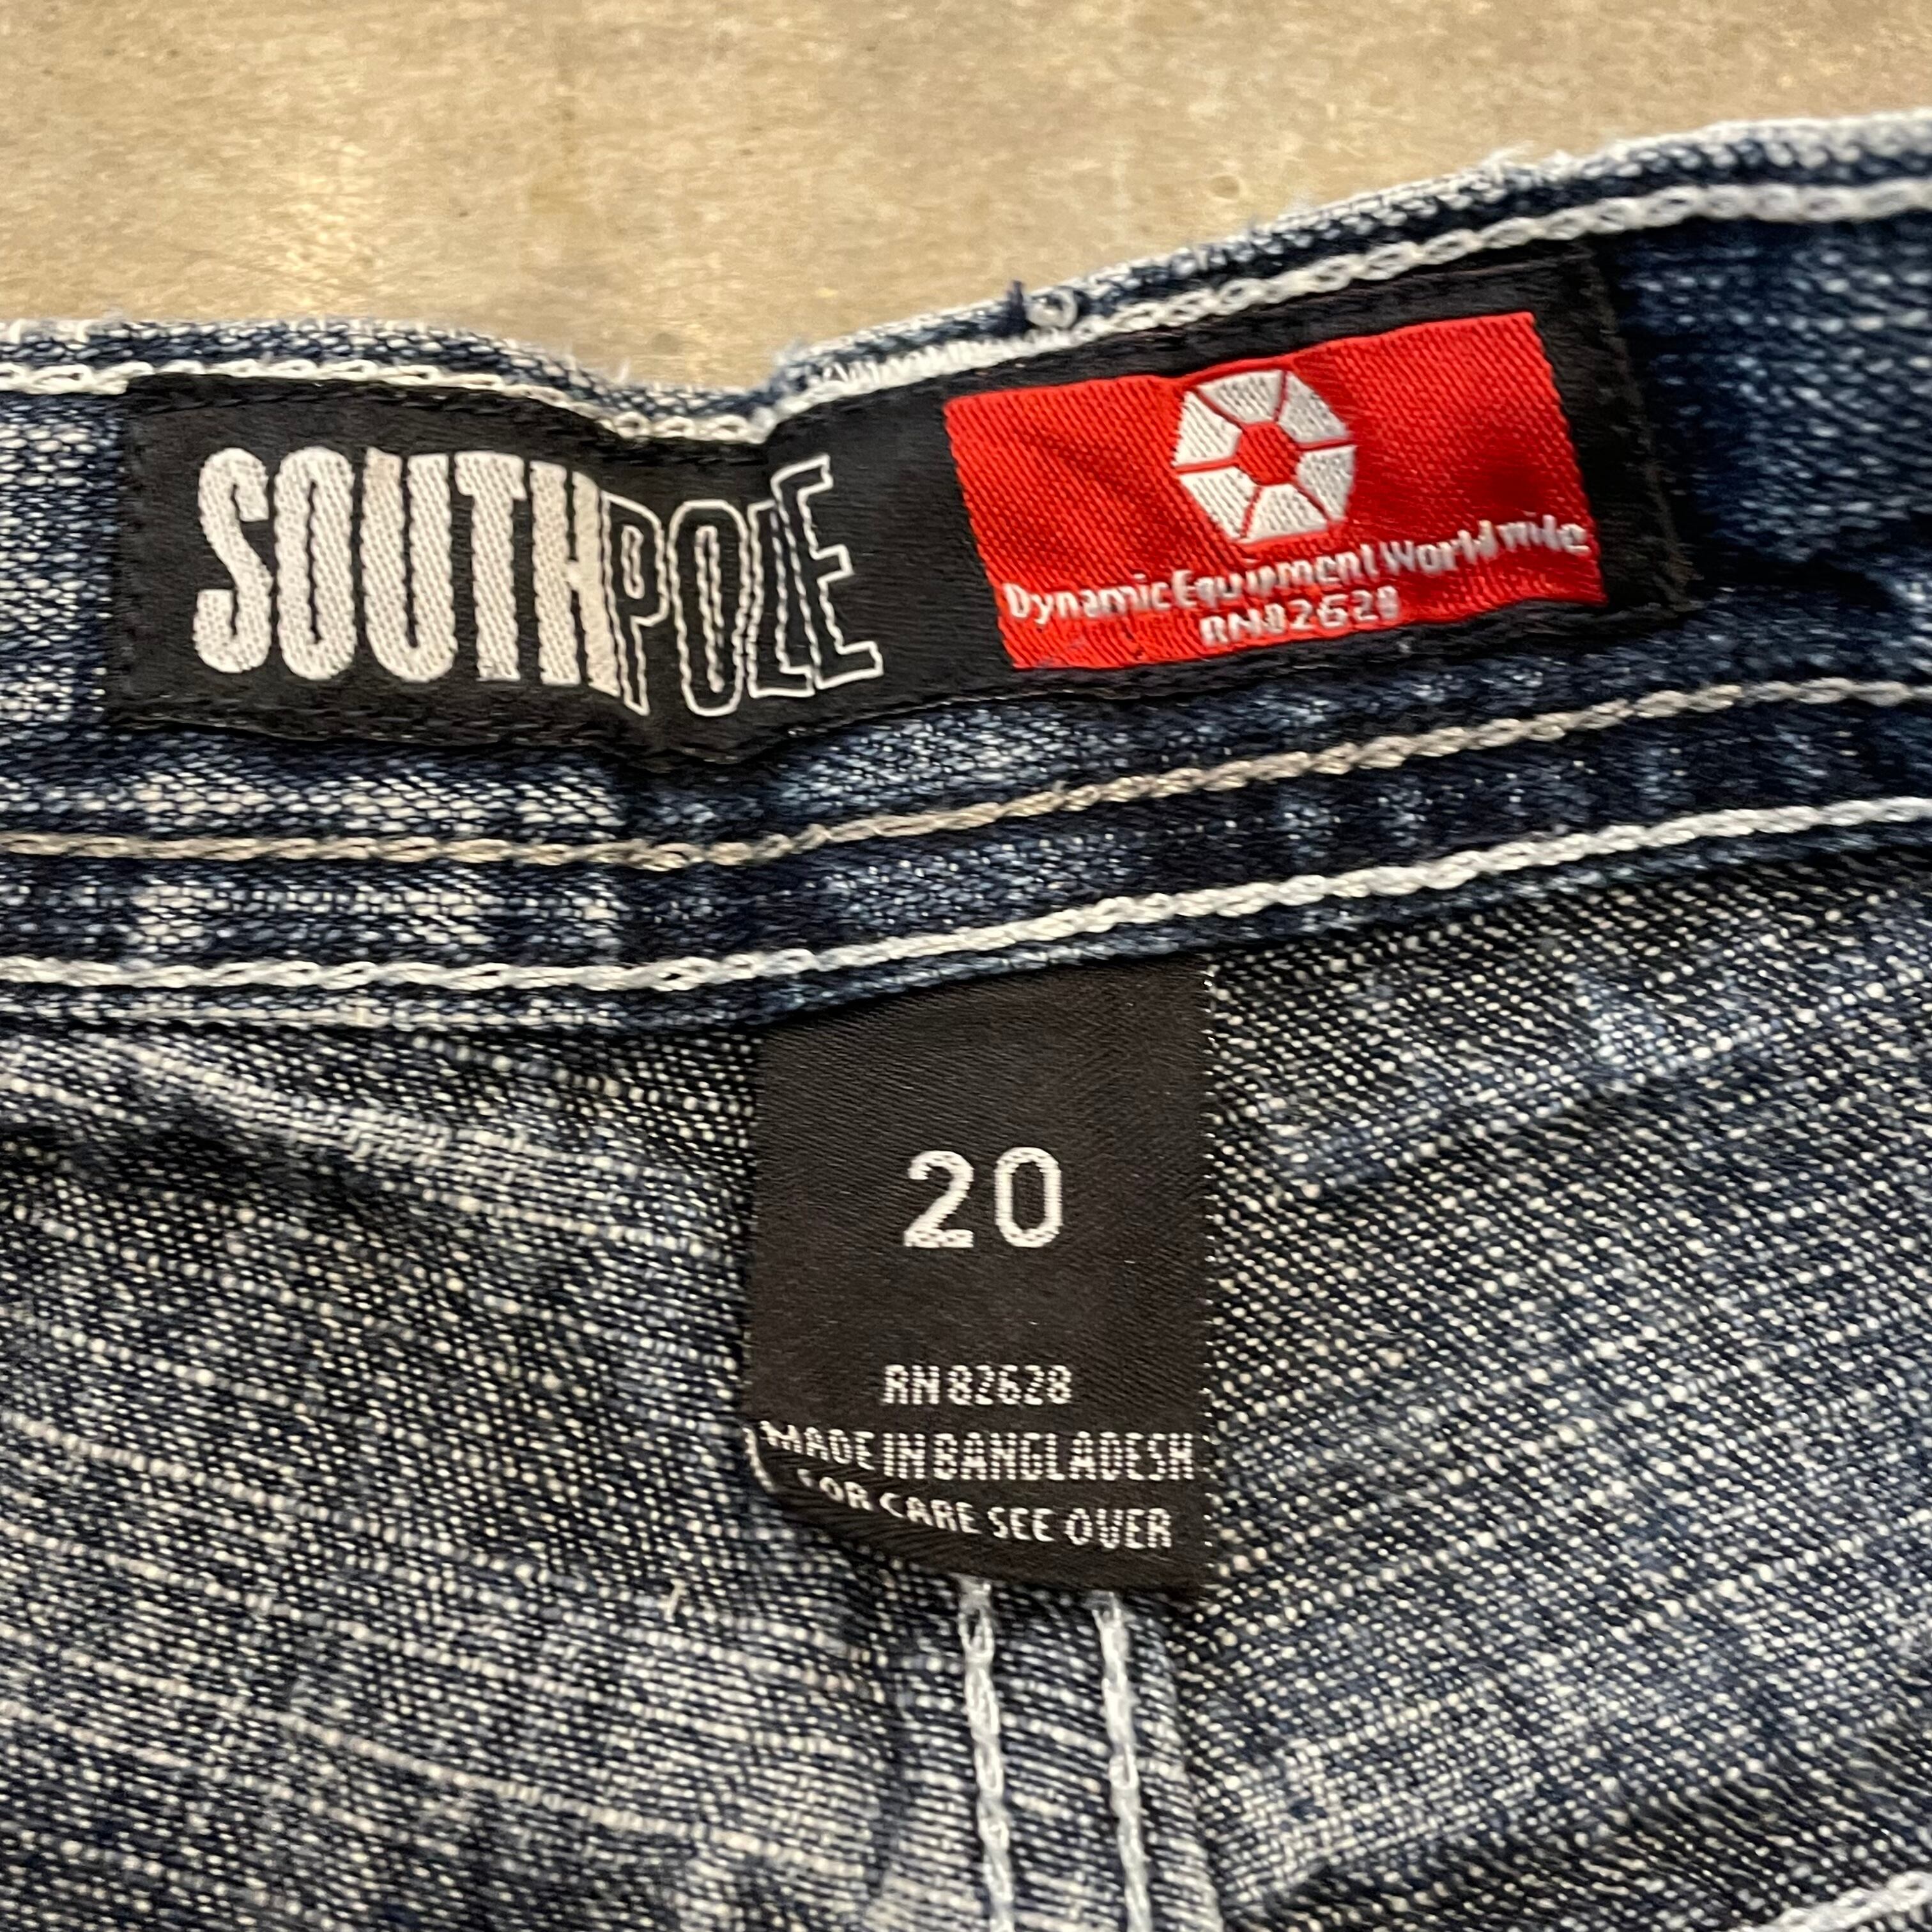 SOUTHPOLE
Dynamic Equipment Worldwide
RN82628
20
RN 82628
MADE IN BANGLADESH
FOR CARE SEE OVER